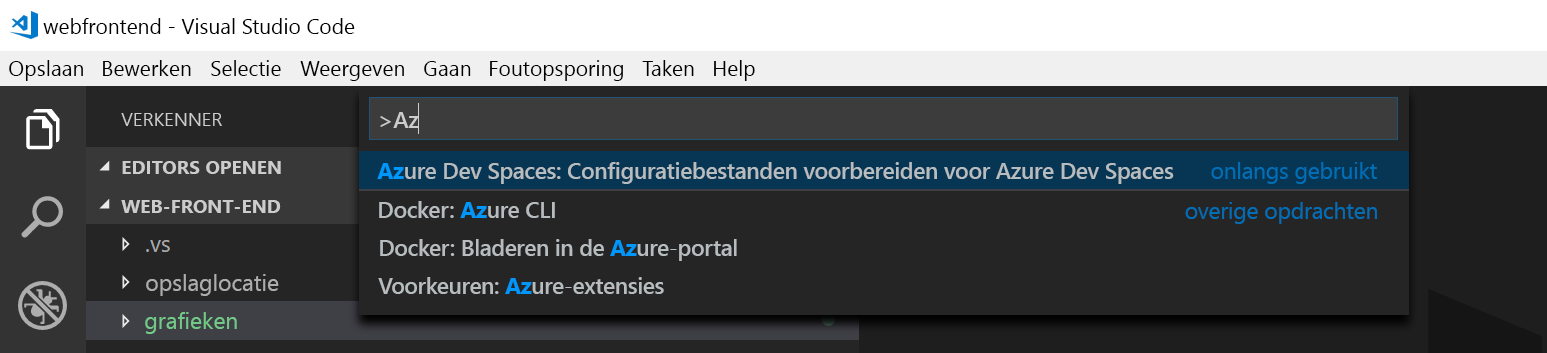 webfrontend - Visual Studio Code
Opslaan Bewerken Selectie Weergeven Gaan Foutopsporing Taken Help
VERKENNER
>Az
EDITORS OPENEN
Azure Dev Spaces: Configuratiebestanden voorbereiden voor Azure Dev Spaces onlangs gebruikt
WEB-FRONT-END
Docker: Azure CLI overige opdrachten
.vs
Docker: Bladeren in de Azure-portal
opslaglocatie
Voorkeuren: Azure-extensies
grafieken